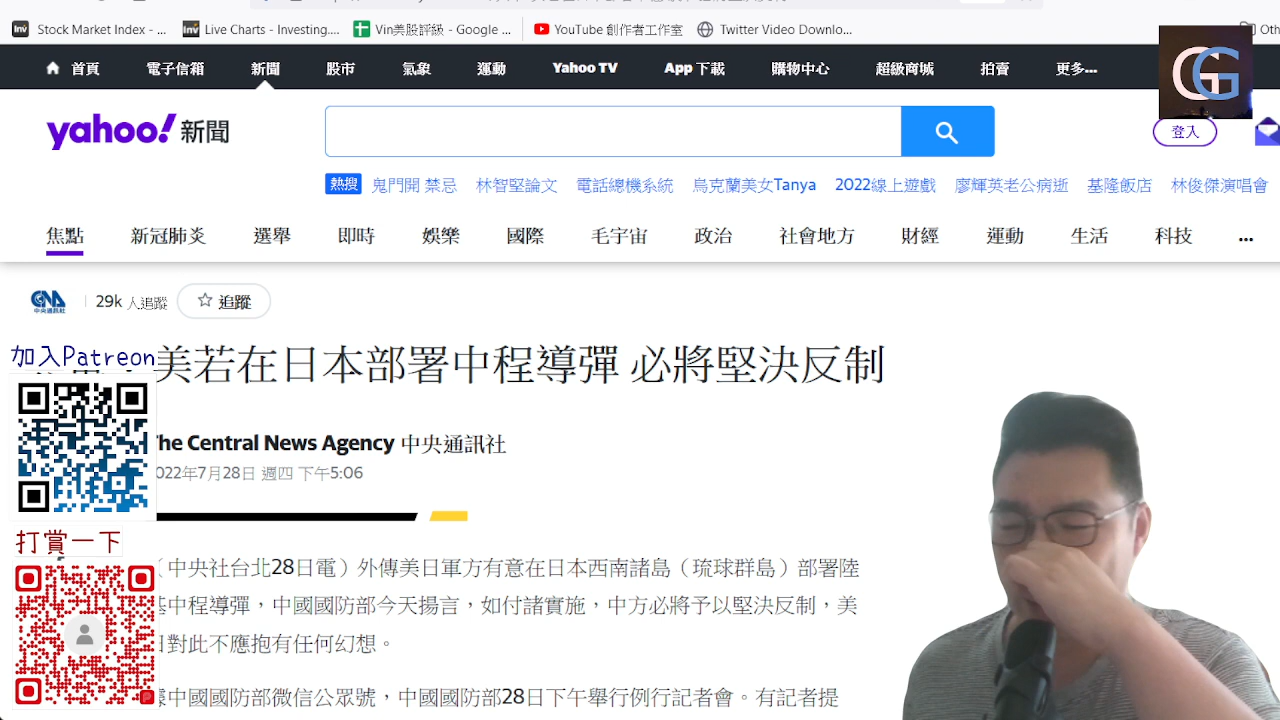 Stock Market Index - ...
Live Charts - Investing....
Vin美股評級 - Google ...
YouTube 創作者工作室
Twitter Video Downlo...
Oth
首頁
電子信箱
新聞
股市
氣象
運動
Yahoo TV
App 下載
購物中心
超級商城
拍賣
更多...
GG
yahoo! 新聞
登入
熱搜 鬼門開 禁忌 林智堅論文 電話總機系統 烏克蘭美女Tanya 2022線上遊戲 廖輝英老公病逝 基隆飯店 林俊傑演唱會
焦點 新冠肺炎 選舉 即時 娛樂 國際 毛宇宙 政治 社會地方 財經 運動 生活 科技 ...
CNA 中央通訊社
29k 人追蹤
追蹤
加入Patreon
美若在日本部署中程導彈 必將堅決反制
The Central News Agency 中央通訊社
022年7月28日 週四 下午5:06
打賞一下
（中央社台北28日電）外傳美日軍方有意在日本西南諸島（琉球群島）部署陸
基中程導彈，中國國防部今天揚言，如付諸實施，中方必將予以堅決反制，美
日對此不應抱有任何幻想。
據中國國防部微信公眾號，中國國防部28日下午舉行例行記者會。有記者提